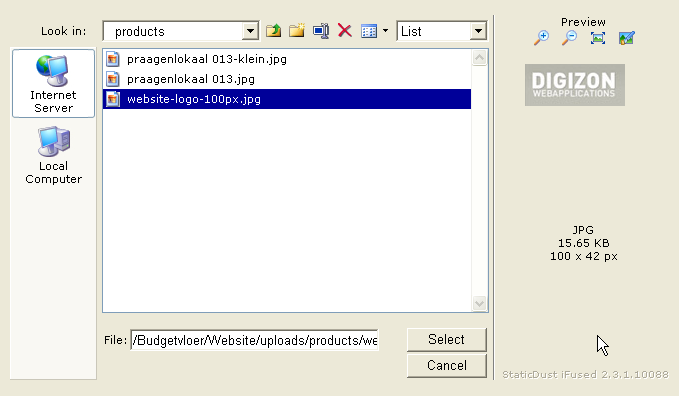 Look in:
products
List
Preview
Internet
Server
Local
Computer
praagenlokaal 013-klein.jpg
praagenlokaal 013.jpg
website-logo-100px.jpg
DIGIZON
WEBAPPLICATIONS
JPG
15.65 KB
100 x 42 px
File:
/Budgetvloer/Website/uploads/products/we
Select
Cancel
StaticDust iFused 2.3.1.10088